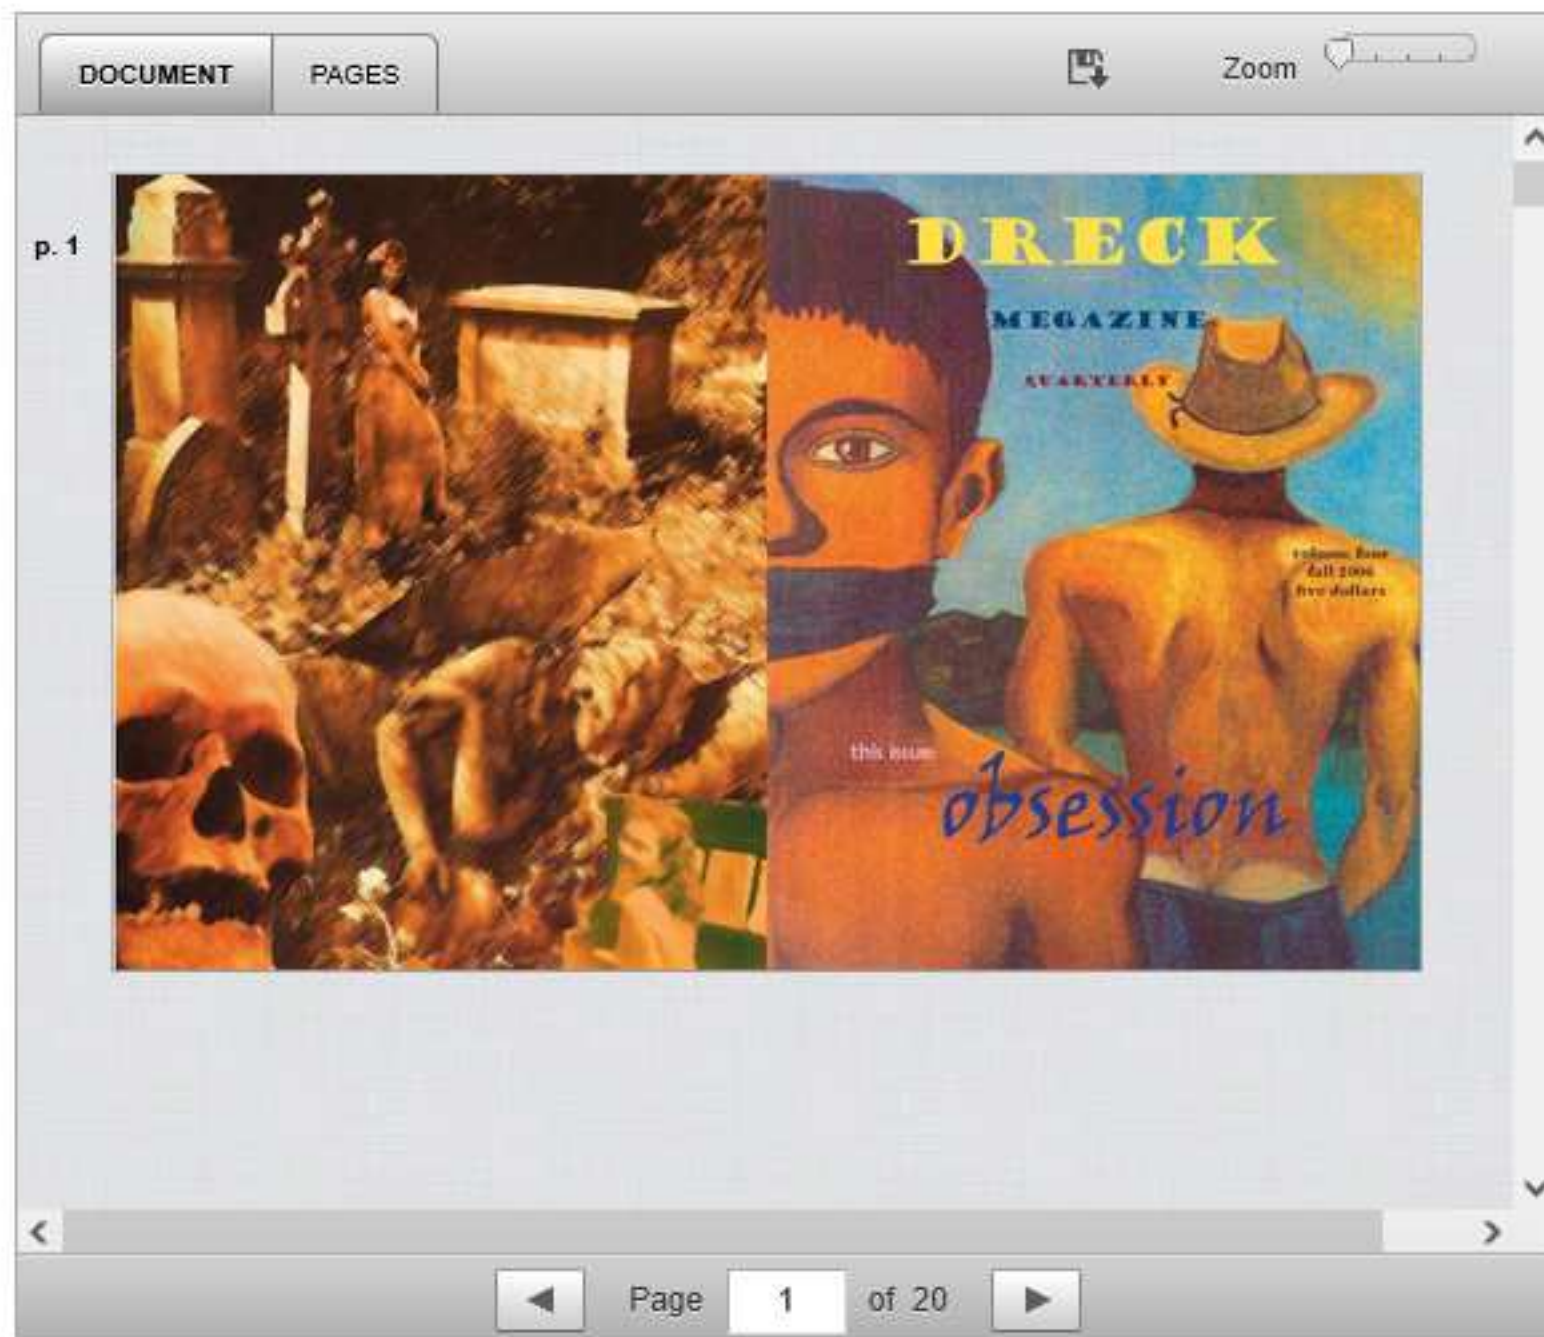 DOCUMENT PAGES Zoom
p. 1
DRECK
MEGAZINE
QUARTERLY
volume four
fall 2006
five dollars
this issue
obsession
Page 1 of 20